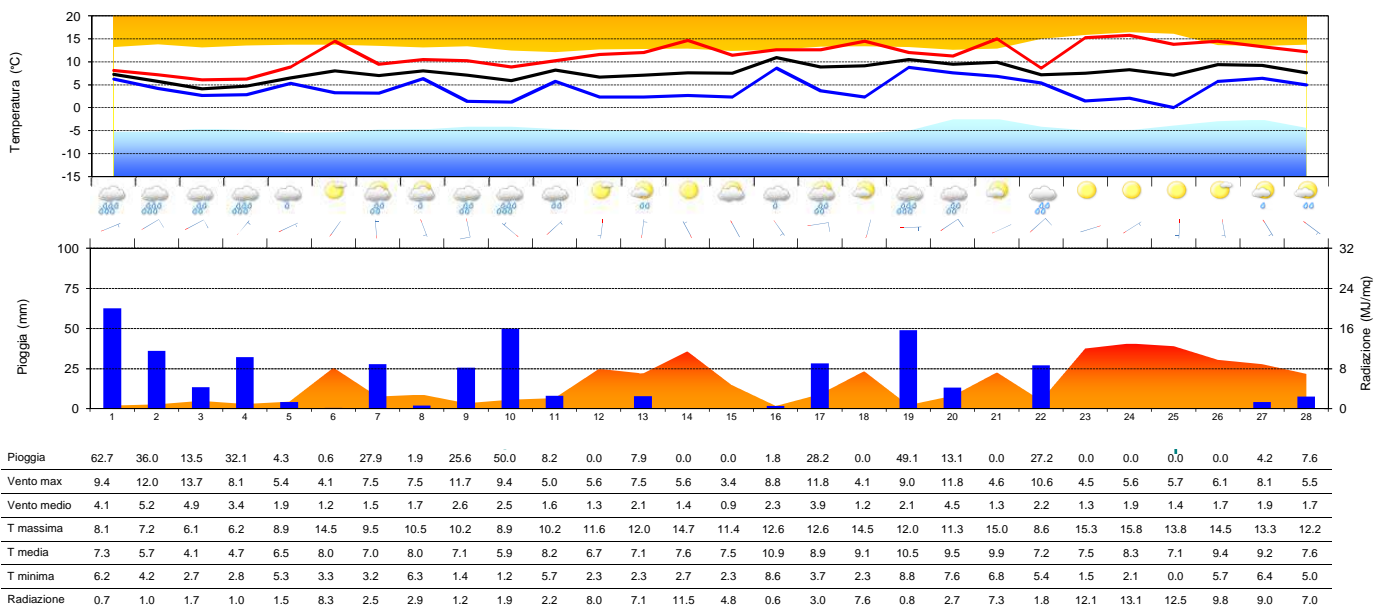 20
15
10
5
0
-5
-10
-15
Temperatura (°C)
100
75
50
25
0
Pioggia (mm)
32
24
16
8
0
Radiazione (MJ/mq)
1 2 3 4 5 6 7 8 9 10 11 12 13 14 15 16 17 18 19 20 21 22 23 24 25 26 27 28
Pioggia 62.7 36.0 13.5 32.1 4.3 0.6 27.9 1.9 25.6 50.0 8.2 0.0 7.9 0.0 0.0 1.8 28.2 0.0 49.1 13.1 0.0 27.2 0.0 0.0 0.0 0.0 4.2 7.6
Vento max 9.4 12.0 13.7 8.1 5.4 4.1 7.5 7.5 11.7 9.4 5.0 5.6 7.5 5.6 3.4 8.8 11.8 4.1 9.0 11.8 4.6 10.6 4.5 5.6 5.7 6.1 8.1 5.5
Vento medio 4.1 5.2 4.9 3.4 1.9 1.2 1.5 1.7 2.6 2.5 1.6 1.3 2.1 1.4 0.9 2.3 3.9 1.2 2.1 4.5 1.3 2.2 1.3 1.9 1.4 1.7 1.9 1.7
T massima 8.1 7.2 6.1 6.2 8.9 14.5 9.5 10.5 10.2 8.9 10.2 11.6 12.0 14.7 11.4 12.6 12.6 14.5 12.0 11.3 15.0 8.6 15.3 15.8 13.8 14.5 13.3 12.2
T media 7.3 5.7 4.1 4.7 6.5 8.0 7.0 8.0 7.1 5.9 8.2 6.7 7.1 7.6 7.5 10.9 8.9 9.1 10.5 9.5 9.9 7.2 7.5 8.3 7.1 9.4 9.2 7.6
T minima 6.2 4.2 2.7 2.8 5.3 3.3 3.2 6.3 1.4 1.2 5.7 2.3 2.3 2.7 2.3 8.6 3.7 2.3 8.8 7.6 6.8 5.4 1.5 2.1 0.0 5.7 6.4 5.0
Radiazione 0.7 1.0 1.7 1.0 1.5 8.3 2.5 2.9 1.2 1.9 2.2 8.0 7.1 11.5 4.8 0.6 3.0 7.6 0.8 2.7 7.3 1.8 12.1 13.1 12.5 9.8 9.0 7.0